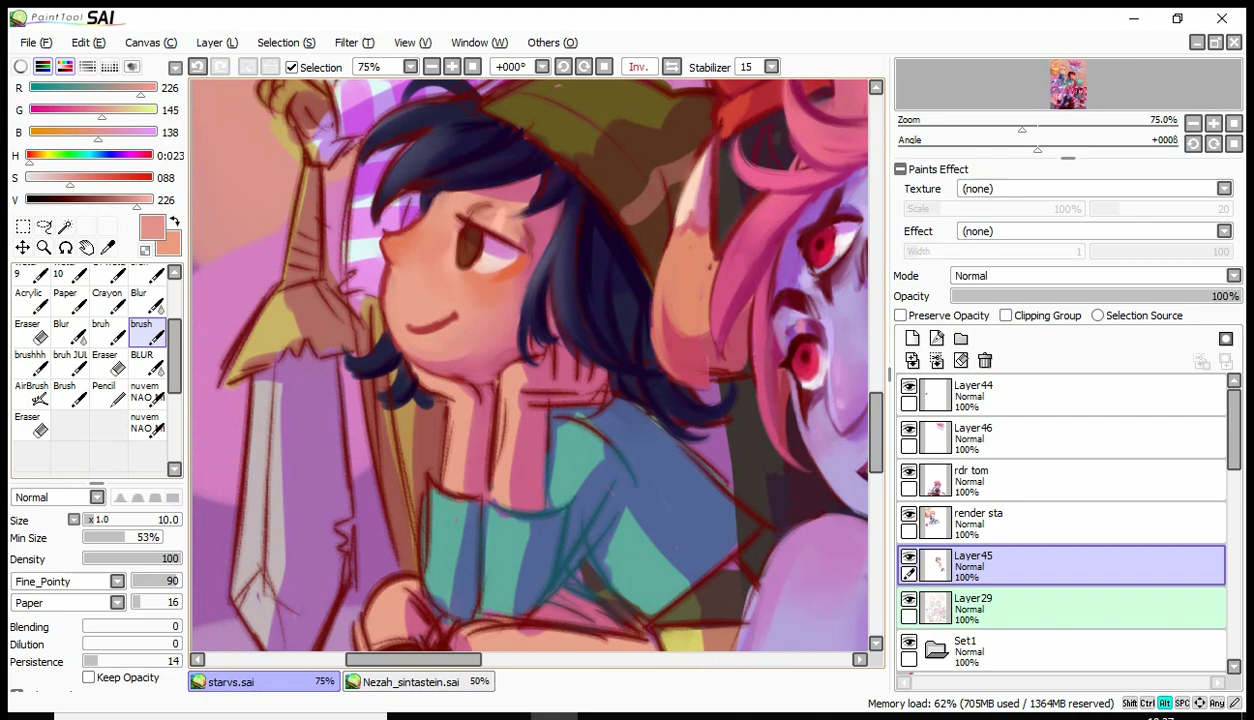 PaintTool SAI
File (F) Edit (E) Canvas (C) Layer (L) Selection (S) Filter (T) View (V) Window (W) Others (O)
Selection 75% +000° Inv. Stabilizer 15
R 226
G 145
B 138
H 0:023
S 088
V 226
9 10
Acrylic Paper Crayon Blur
Eraser Blur bruh brush
brushhh bruh JUL Eraser BLUR
AirBrush Brush Pencil nuvem
NAO
Eraser nuvem
NAO
Normal
Size x 1.0 10.0
Min Size 53%
Density 100
Fine_Pointy 90
Paper 16
Blending 0
Dilution 0
Persistence 14
Keep Opacity
starvs.sai 75% Nezah_sintastein.sai 50%
Zoom 75.0%
Angle
Paints Effect
Texture (none)
Scale 100% 20
Effect (none)
Width 1 100
Mode Normal
Opacity 100%
Preserve Opacity Clipping Group Selection Source
Layer44
Normal
100%
Layer46
Normal
100%
rdr tom
Normal
100%
render sta
Normal
100%
Layer45
Normal
100%
Layer29
Normal
100%
Set1
Normal
100%
Memory load: 62% (705MB used / 1364MB reserved) Shift Ctrl Alt SPC Any